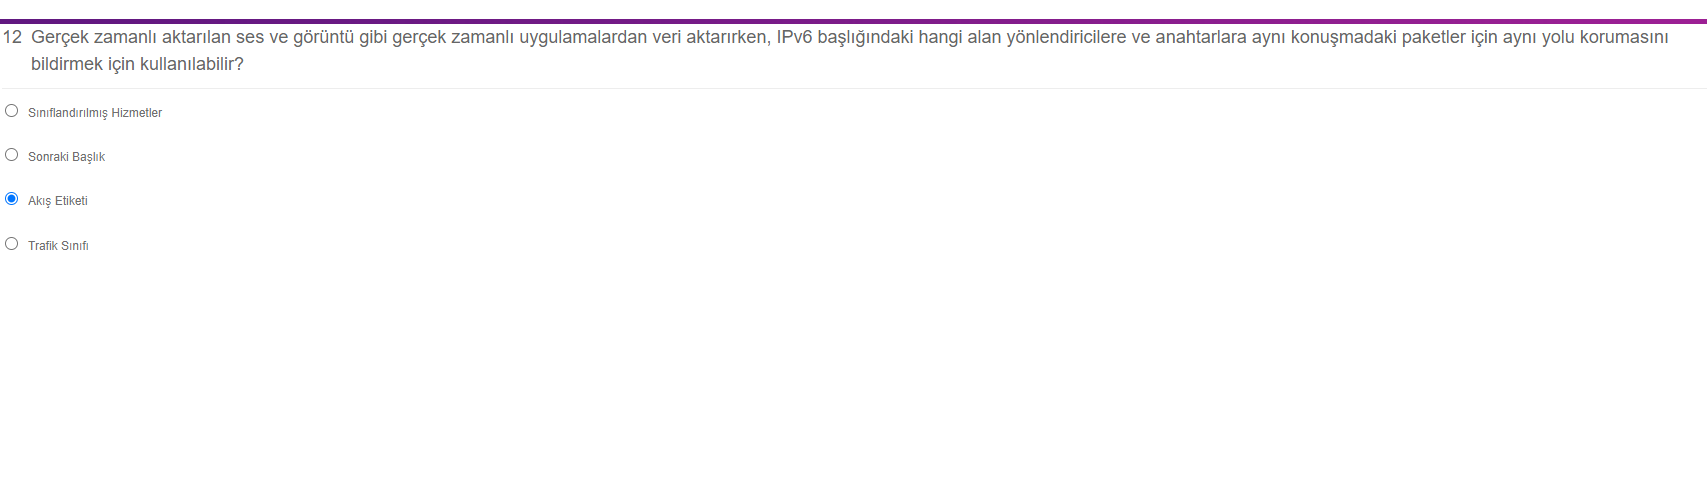 12 Gerçek zamanlı aktarılan ses ve görüntü gibi gerçek zamanlı uygulamalardan veri aktarırken, IPv6 başlığındaki hangi alan yönlendiricilere ve anahtarlara aynı konuşmadaki paketler için aynı yolu korumasını
bildirmek için kullanılabilir?
Sınıflandırılmış Hizmetler
Sonraki Başlık
Akış Etiketi
Trafik Sınıfı